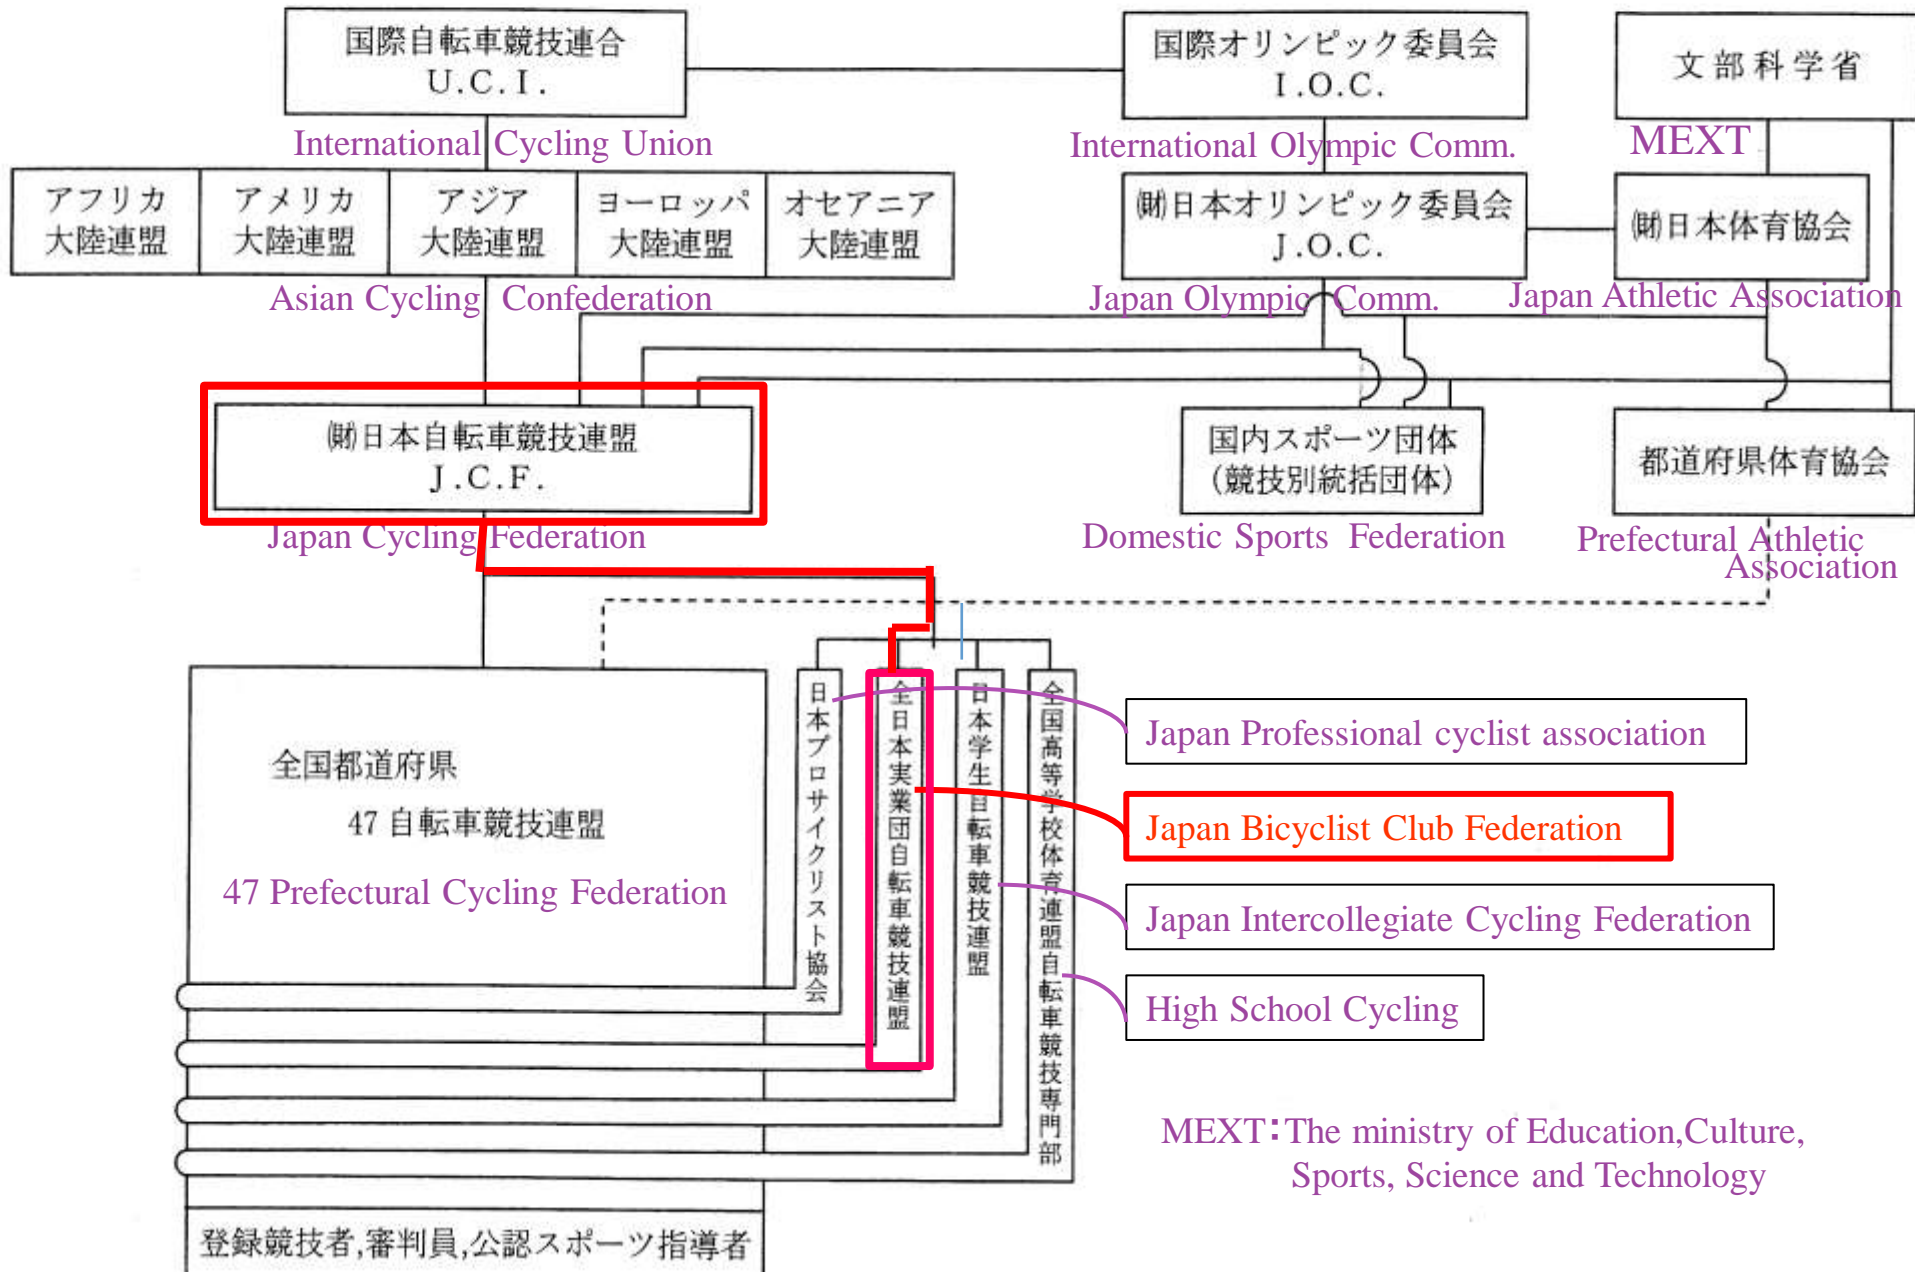 国際自転車競技連合
U.C.I.
国際オリンピック委員会
I.O.C.
文部科学省
International Cycling Union
International Olympic Comm.
MEXT
アフリカ
大陸連盟
アメリカ
大陸連盟
アジア
大陸連盟
ヨーロッパ
大陸連盟
オセアニア
大陸連盟
㈶日本オリンピック委員会
J.O.C.
㈶日本体育協会
Asian Cycling Confederation
Japan Olympic Comm.
Japan Athletic Association
㈶日本自転車競技連盟
J.C.F.
国内スポーツ団体
(競技別統括団体)
都道府県体育協会
Japan Cycling Federation
Domestic Sports Federation
Prefectural Athletic
Association
全国都道府県
47自転車競技連盟
47 Prefectural Cycling Federation
日本プロサイクリスト協会
全日本実業団自転車競技連盟
日本学生自転車競技連盟
全国高等学校体育連盟自転車競技専門部
Japan Professional cyclist association
Japan Bicyclist Club Federation
Japan Intercollegiate Cycling Federation
High School Cycling
MEXT:The ministry of Education,Culture,
Sports, Science and Technology
登録競技者,審判員,公認スポーツ指導者